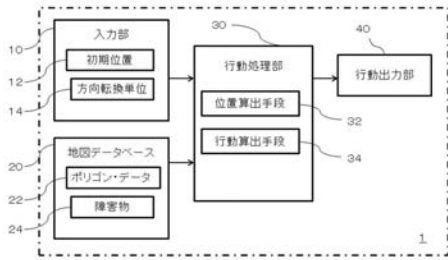 10
入力部
12
初期位置
14
方向転換単位
20
地図データベース
22
ポリゴン・データ
24
障害物
30
行動処理部
位置算出手段
32
行動算出手段
34
40
行動出力部
1